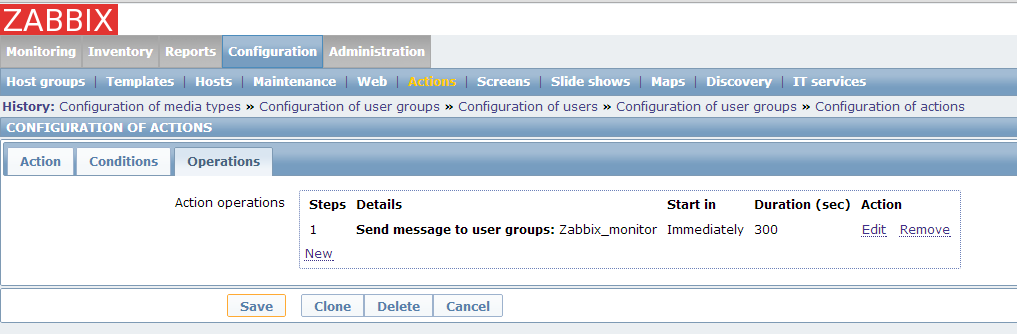 ZABBIX
Monitoring Inventory Reports Configuration Administration
Host groups | Templates | Hosts | Maintenance | Web | Actions | Screens | Slide shows | Maps | Discovery | IT services
History: Configuration of media types » Configuration of user groups » Configuration of users » Configuration of user groups » Configuration of actions
CONFIGURATION OF ACTIONS
Action Conditions Operations
Action operations Steps Details Start in Duration (sec) Action
1 Send message to user groups: Zabbix_monitor Immediately 300 Edit Remove
New
Save Clone Delete Cancel